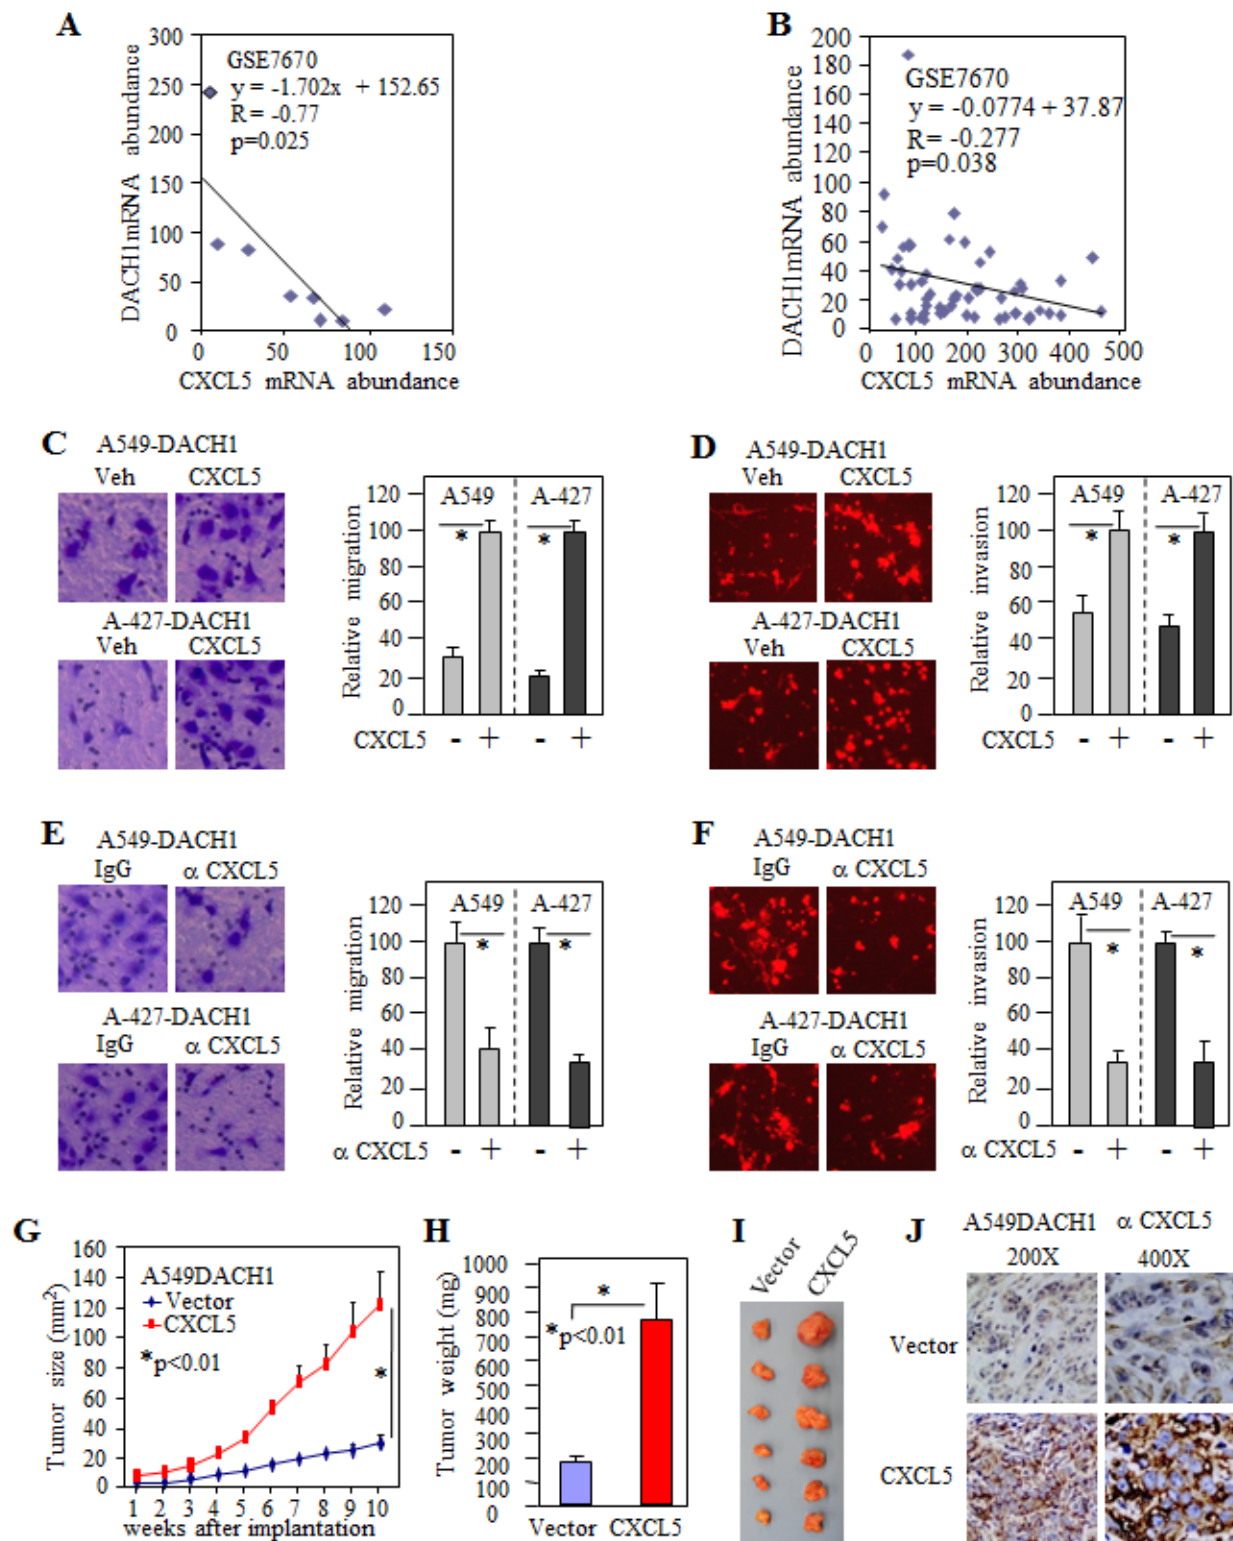 A
300
250
200
150
100
50
0
DACH1mRNA abundance
GSE7670
y = -1.702x + 152.65
R = -0.77
p=0.025
0 50 100 150
CXCL5 mRNA abundance
B
200
180
160
140
120
100
80
60
40
20
0
DACH1mRNA abundance
GSE7670
y = -0.0774 + 37.87
R= -0.277
p=0.038
0 100 200 300 400 500
CXCL5 mRNA abundance
C
A549-DACH1
Veh CXCL5
A-427-DACH1
Veh CXCL5
Relative migration
120
100
80
60
40
20
0
A549 A-427
* *
CXCL5 - + - +
D
A549-DACH1
Veh CXCL5
A-427-DACH1
Veh CXCL5
Relative invasion
120
100
80
60
40
20
0
A549 A-427
* *
CXCL5 - + - +
E
A549-DACH1
IgG α CXCL5
A-427-DACH1
IgG α CXCL5
Relative migration
120
100
80
60
40
20
0
A549 A-427
* *
α CXCL5 - + - +
F
A549-DACH1
IgG α CXCL5
A-427-DACH1
IgG α CXCL5
Relative invasion
120
100
80
60
40
20
0
A549 A-427
* *
α CXCL5 - + - +
G
Tumor size (mm²)
160
140
120
100
80
60
40
20
0
A549DACH1
Vector
CXCL5
*p<0.01
*
1 2 3 4 5 6 7 8 9 10
weeks after implantation
H
Tumor weight (mg)
1000
900
800
700
600
500
400
300
200
100
0
*
*p<0.01
Vector CXCL5
I
Vector
CXCL5
J
A549DACH1 α CXCL5
200X 400X
Vector
CXCL5